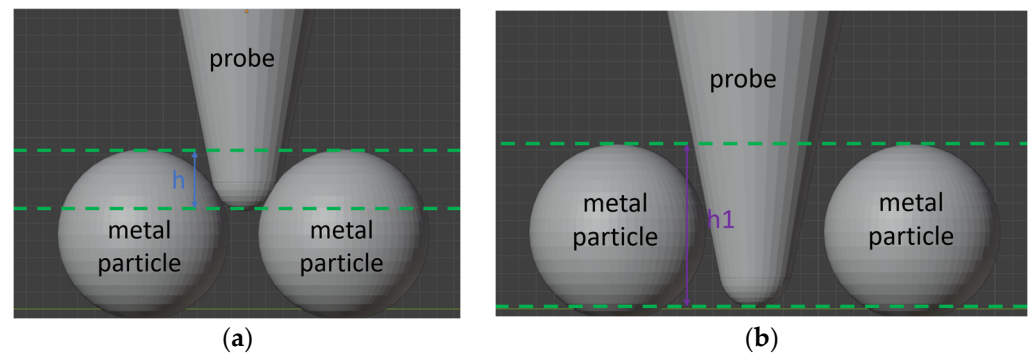 probe
h
metal
particle
metal
particle
(a)
probe
h1
metal
particle
metal
particle
(b)